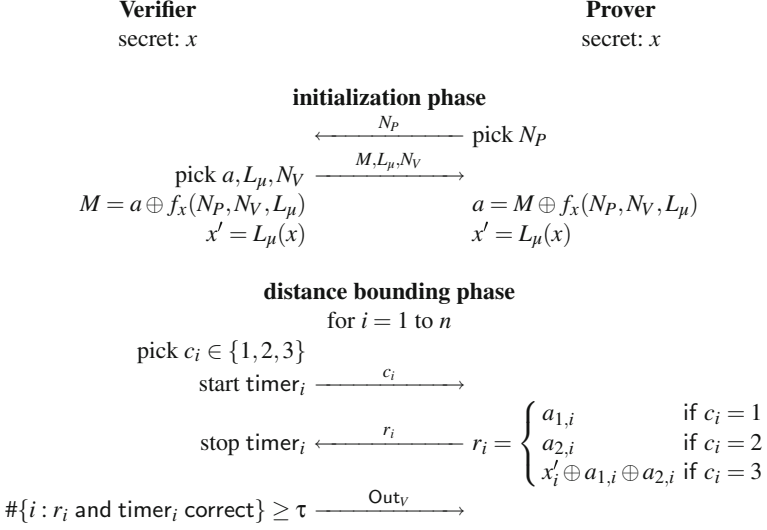 Verifier Prover
secret: x secret: x
initialization phase
N_P
pick N_P
pick a, L_μ, N_V M, L_μ, N_V
M = a ⊕ f_x(N_P, N_V, L_μ) a = M ⊕ f_x(N_P, N_V, L_μ)
x′ = L_μ(x) x′ = L_μ(x)
distance bounding phase
for i = 1 to n
pick c_i ∈ {1,2,3}
start timer_i c_i
stop timer_i r_i r_i = { a_{1,i} if c_i = 1
a_{2,i} if c_i = 2
x′_i ⊕ a_{1,i} ⊕ a_{2,i} if c_i = 3
#{i : r_i and timer_i correct} ≥ τ Out_V